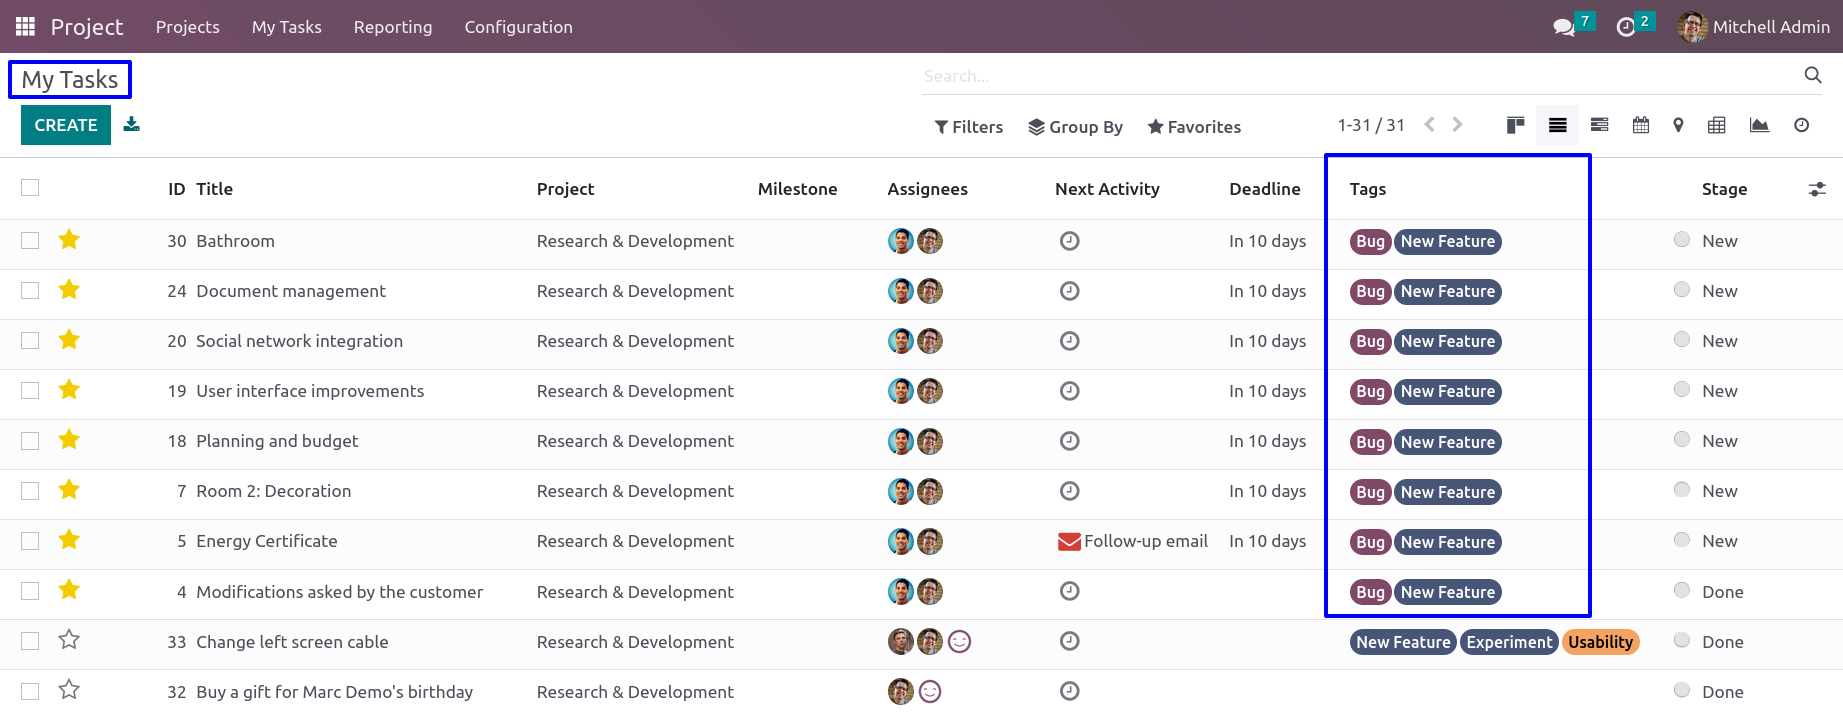 Project Projects My Tasks Reporting Configuration 7 2 Mitchell Admin
My Tasks Search...
CREATE Filters Group By Favorites 1-31 / 31
ID Title Project Milestone Assignees Next Activity Deadline Tags Stage
30 Bathroom Research & Development In 10 days Bug New Feature New
24 Document management Research & Development In 10 days Bug New Feature New
20 Social network integration Research & Development In 10 days Bug New Feature New
19 User interface improvements Research & Development In 10 days Bug New Feature New
18 Planning and budget Research & Development In 10 days Bug New Feature New
7 Room 2: Decoration Research & Development In 10 days Bug New Feature New
5 Energy Certificate Research & Development Follow-up email In 10 days Bug New Feature New
4 Modifications asked by the customer Research & Development Bug New Feature Done
33 Change left screen cable Research & Development New Feature Experiment Usability Done
32 Buy a gift for Marc Demo's birthday Research & Development Done